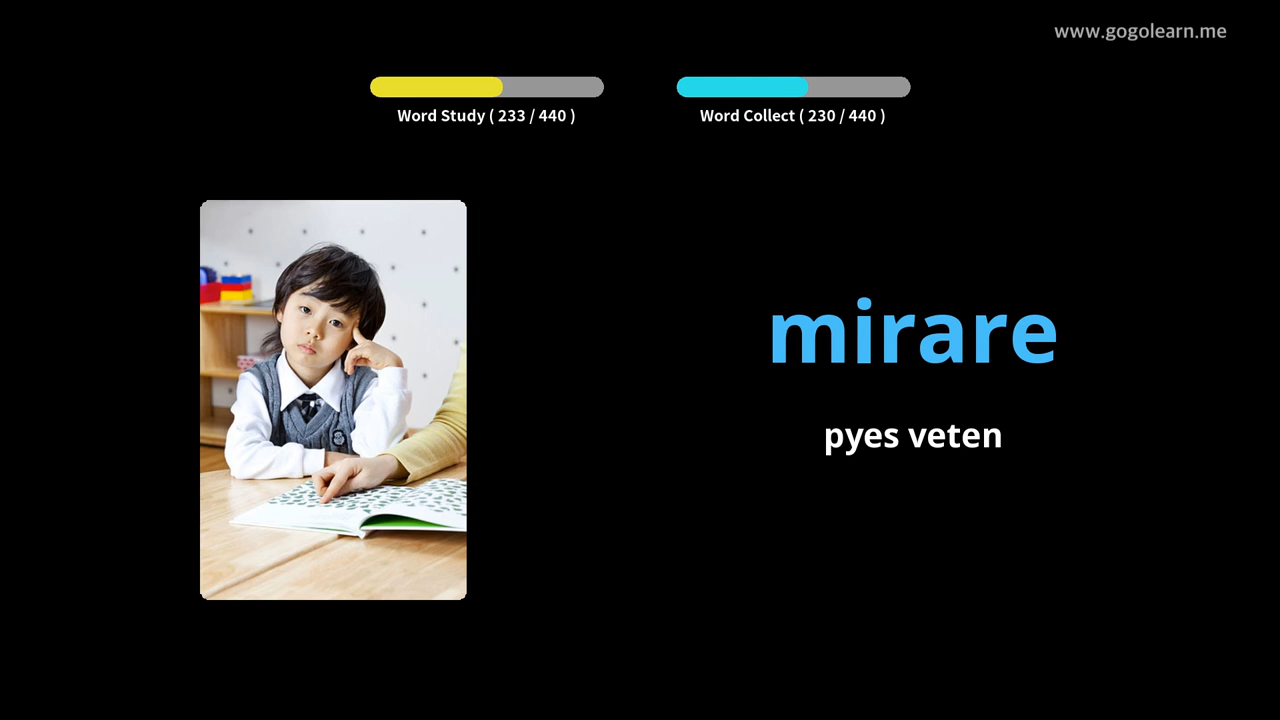 www.gogolearn.me
Word Study ( 233 / 440 )
Word Collect ( 230 / 440 )
mirare
pyes veten